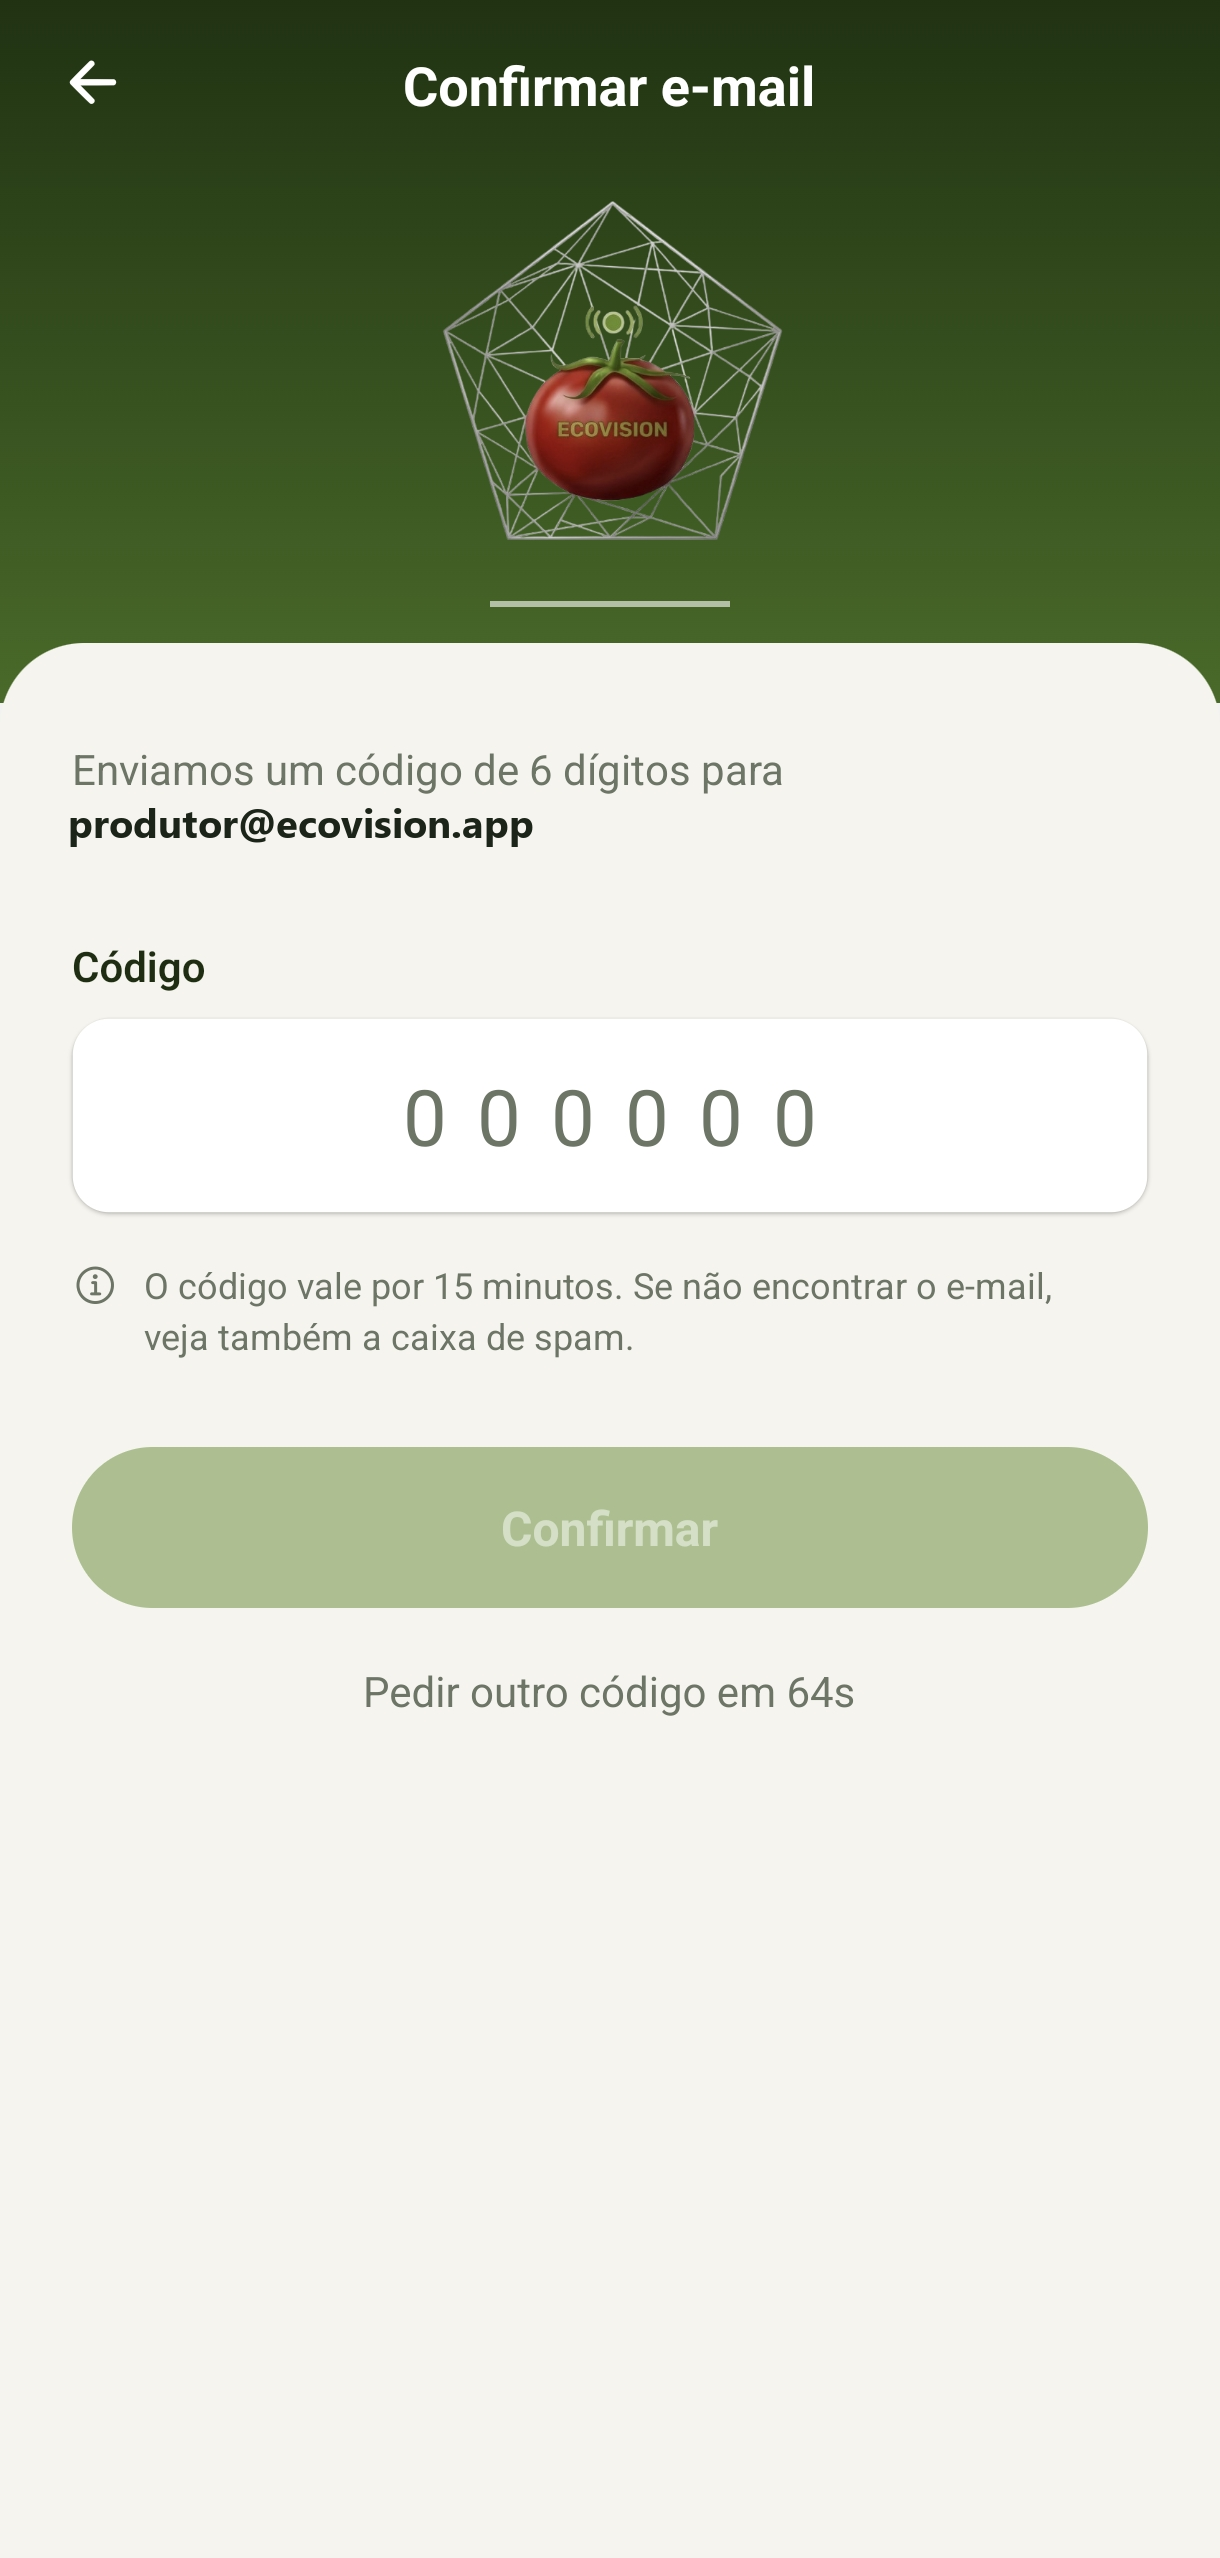 Confirmar e-mail
ECOVISION
Enviamos um código de 6 dígitos para
produtor@ecovision.app
Código
0 0 0 0 0 0
O código vale por 15 minutos. Se não encontrar o e-mail,
veja também a caixa de spam.
Confirmar
Pedir outro código em 64s